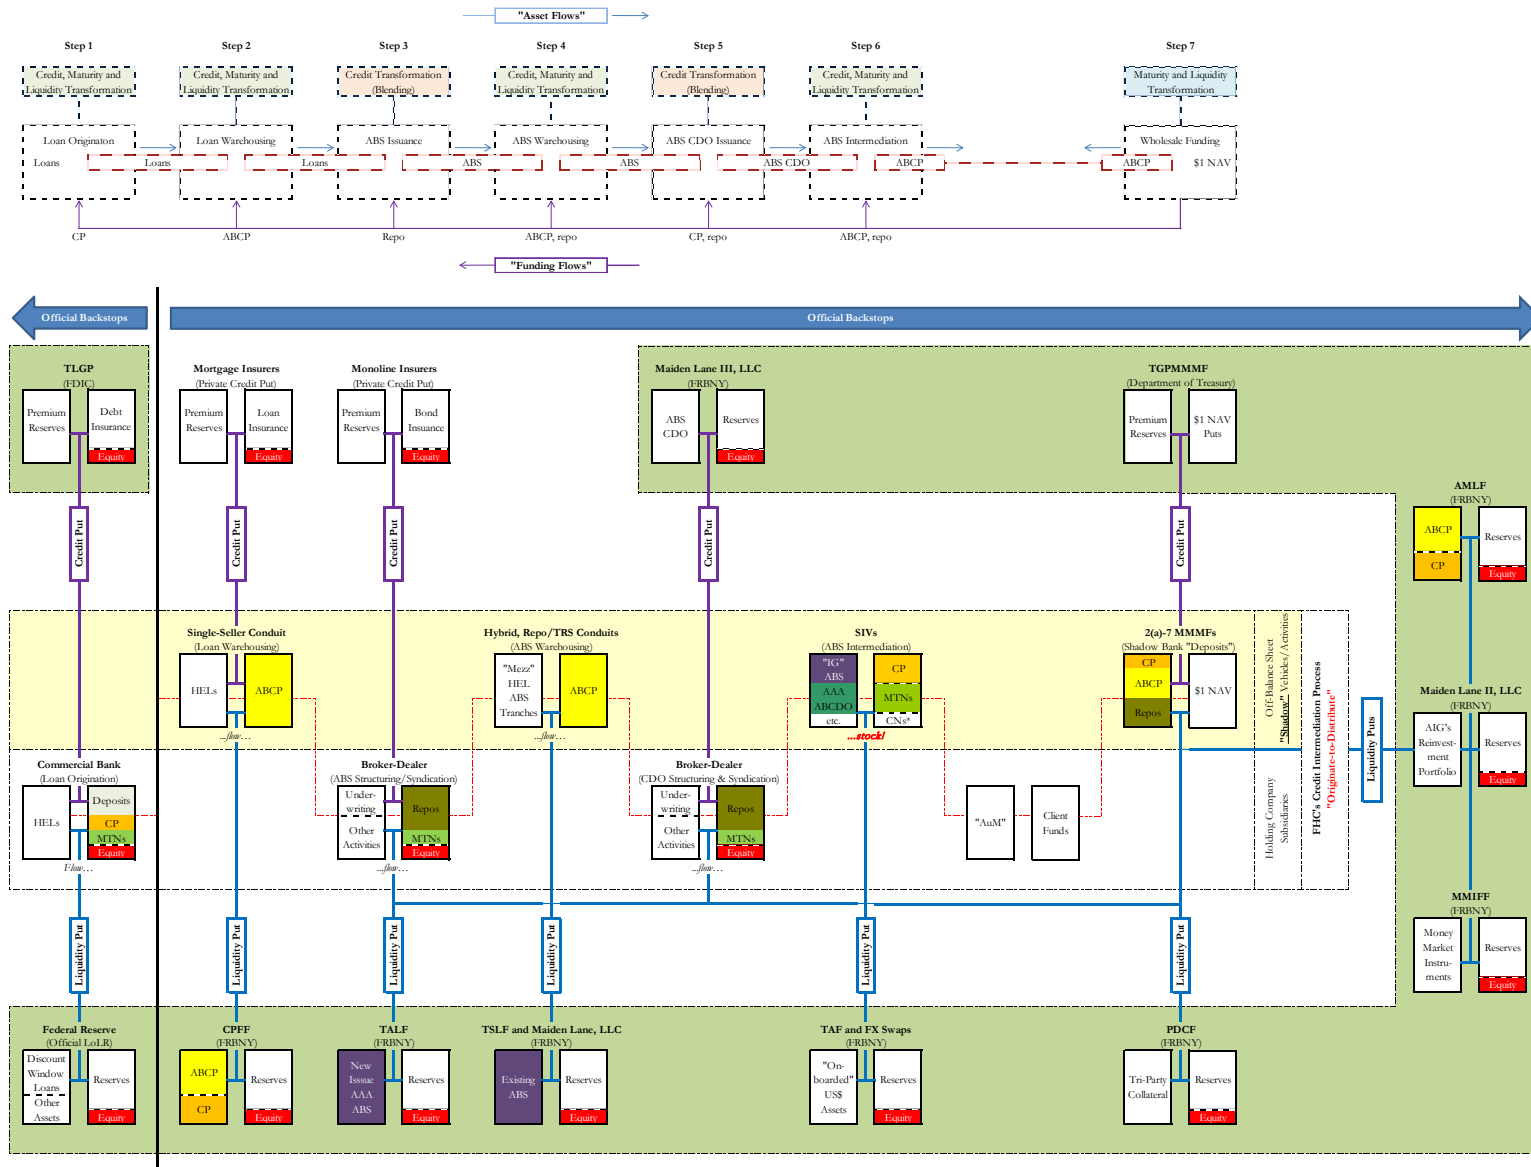 "Asset Flows"
Step 1
Step 2
Step 3
Step 4
Step 5
Step 6
Step 7
Credit, Maturity and
Liquidity Transformation
Credit, Maturity and
Liquidity Transformation
Credit Transformation
(Blending)
Credit, Maturity and
Liquidity Transformation
Credit Transformation
(Blending)
Credit, Maturity and
Liquidity Transformation
Maturity and Liquidity
Transformation
Loan Originaton
Loan Warehousing
ABS Issuance
ABS Warehousing
ABS CDO Issuance
ABS Intermediation
Wholesale Funding
Loans
Loans
Loans
ABS
ABS
ABS CDO
ABCP
ABCP
$1 NAV
CP
ABCP
Repo
ABCP, repo
CP, repo
ABCP, repo
"Funding Flows"
Official Backstops
Official Backstops
TLGP
(FDIC)
Premium
Reserves
Debt
Insurance
Equity
Mortgage Insurers
(Private Credit Put)
Premium
Reserves
Loan
Insurance
Equity
Monoline Insurers
(Private Credit Put)
Premium
Reserves
Bond
Insuance
Equity
Maiden Lane III, LLC
(FRBNY)
ABS
CDO
Reserves
Equity
TGPMMMF
(Department of Treasury)
Premium
Reserves
$1 NAV
Puts
AMLF
(FRBNY)
ABCP
CP
Reserves
Equity
Credit Put
Credit Put
Credit Put
Credit Put
Credit Put
Single-Seller Conduit
(Loan Warehousing)
HELs
ABCP
...flow...
Hybrid, Repo/TRS Conduits
(ABS Warehousing)
"Mezz"
HEL
ABS
Tranches
ABCP
...flow...
SIVs
(ABS Intermediation)
"IG"
ABS
AAA
ABCDO
etc.
CP
MTNs
CNs*
...stock!
2(a)-7 MMMFs
(Shadow Bank "Deposits")
CP
ABCP
Repos
$1 NAV
Off-Balance Sheet
"Shadow" Vehicles/Activities
Holding Company
Subsidiaries
FHC's Credit Intermediation Process
"Originate-to-Distribute"
Liquidity Puts
Maiden Lane II, LLC
(FRBNY)
AIG's
Reinvest-
ment
Portfolio
Reserves
Equity
Commercial Bank
(Loan Origination)
HELs
Deposits
CP
MTNs
Equity
Flow...
Broker-Dealer
(ABS Structuring/Syndication)
Under-
writing
Other
Activities
Repos
MTNs
Equity
...flow...
Broker-Dealer
(CDO Structuring & Syndication)
Under-
writing
Other
Activities
Repos
MTNs
Equity
...flow...
"AuM"
Client
Funds
MMIFF
(FRBNY)
Money
Market
Instru-
ments
Reserves
Equity
Liquidity Put
Liquidity Put
Liquidity Put
Liquidity Put
Liquidity Put
Liquidity Put
Federal Reserve
(Official LoLR)
Discount
Window
Loans
Other
Assets
Reserves
Equity
CPFF
(FRBNY)
ABCP
CP
Reserves
Equity
TALF
(FRBNY)
New
Isssue
AAA
ABS
Reserves
Equity
TSLF and Maiden Lane, LLC
(FRBNY)
Existing
ABS
Reserves
Equity
TAF and FX Swaps
(FRBNY)
"On-
boarded"
US$
Assets
Reserves
Equity
PDCF
(FRBNY)
Tri-Party
Collateral
Reserves
Equity